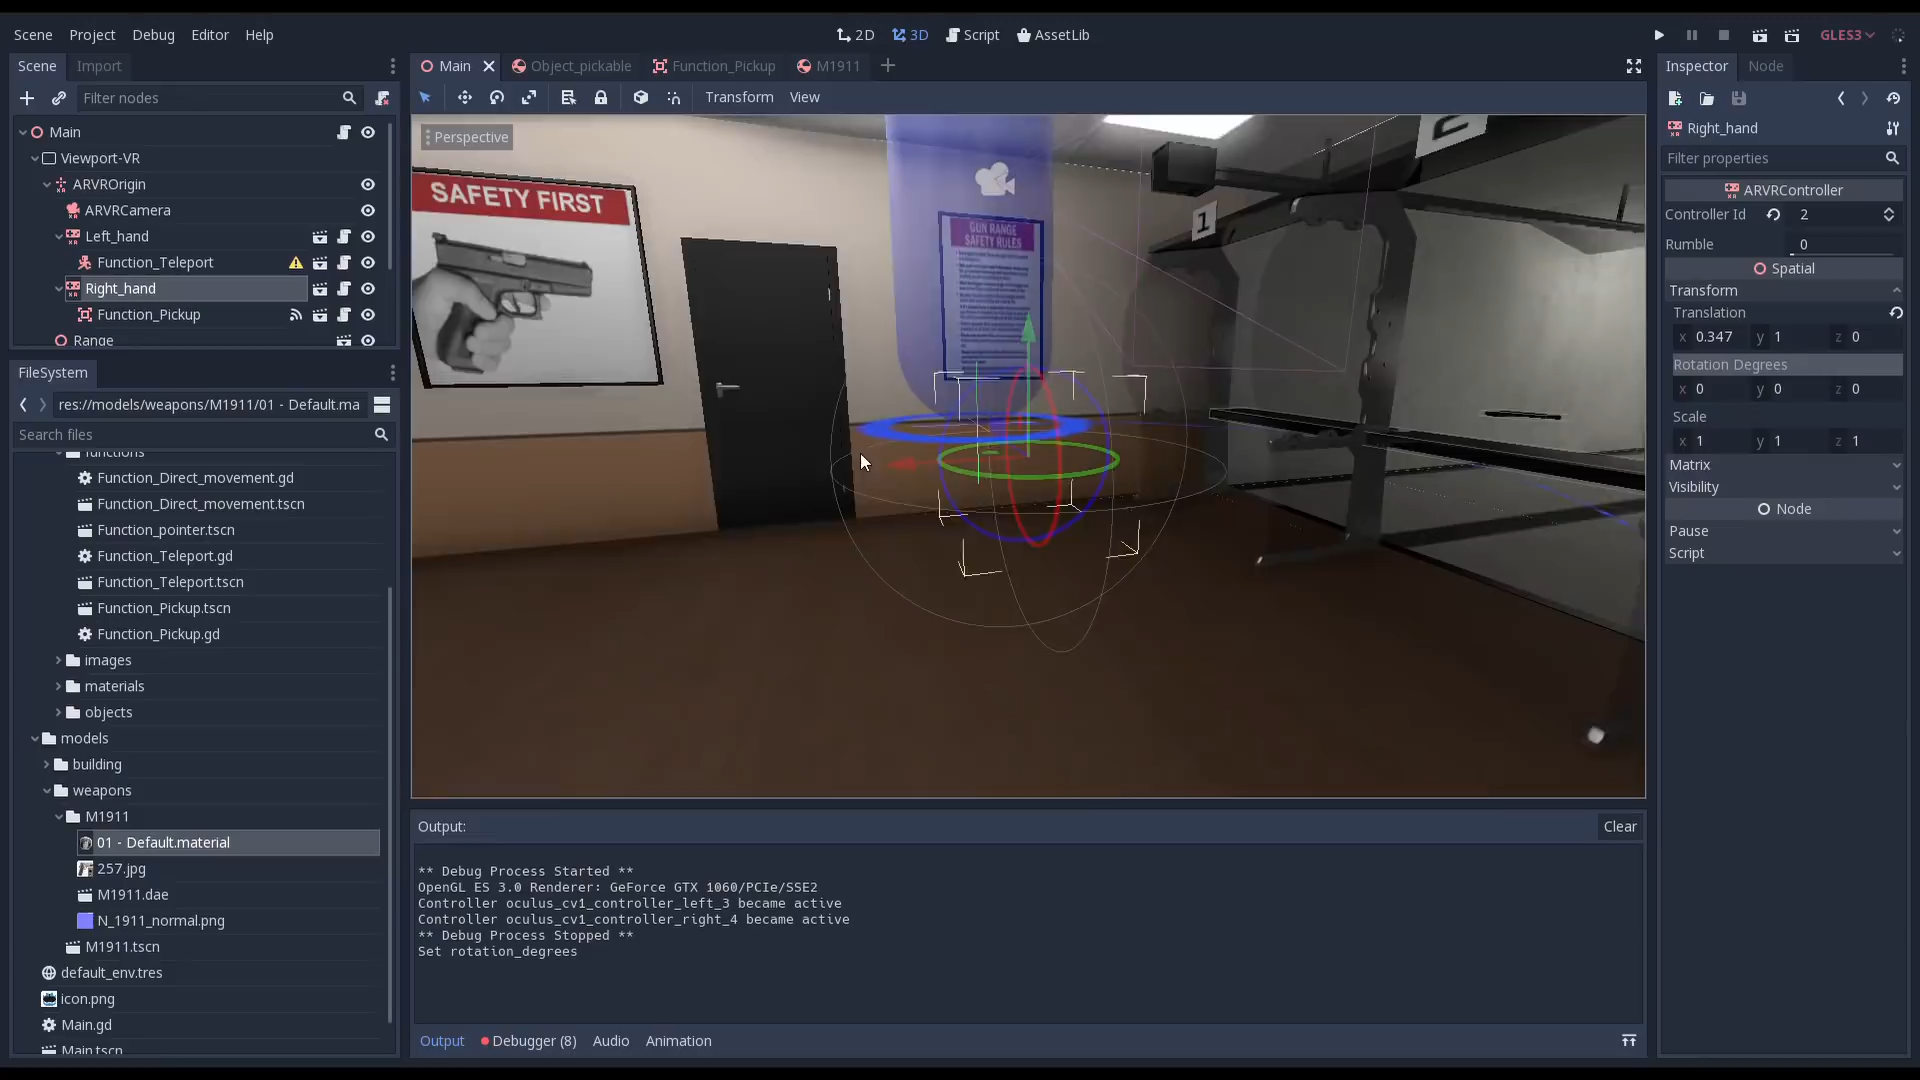 Scene Project Debug Editor Help
2D 3D Script AssetLib
GLES3
Scene Import
Filter nodes
Main
Viewport-VR
ARVROrigin
ARVRCamera
Left_hand
Function_Teleport
Right_hand
Function_Pickup
Range
FileSystem
res://models/weapons/M1911/01 - Default.ma
Search files
functions
Function_Direct_movement.gd
Function_Direct_movement.tscn
Function_pointer.tscn
Function_Teleport.gd
Function_Teleport.tscn
Function_Pickup.tscn
Function_Pickup.gd
images
materials
objects
models
building
weapons
M1911
01 - Default.material
257.jpg
M1911.dae
N_1911_normal.png
M1911.tscn
default_env.tres
icon.png
Main.gd
Main.tscn
Main Object_pickable Function_Pickup M1911
Transform View
Perspective
SAFETY FIRST
GUN RANGE
SAFETY RULES
1
2
Output:
Clear
** Debug Process Started **
OpenGL ES 3.0 Renderer: GeForce GTX 1060/PCIe/SSE2
Controller oculus_cv1_controller_left_3 became active
Controller oculus_cv1_controller_right_4 became active
** Debug Process Stopped **
Set rotation_degrees
Output Debugger (8) Audio Animation
Inspector Node
Right_hand
Filter properties
ARVRController
Controller Id 2
Rumble 0
Spatial
Transform
Translation
x 0.347 y 1 z 0
Rotation Degrees
x 0 y 0 z 0
Scale
x 1 y 1 z 1
Matrix
Visibility
Node
Pause
Script